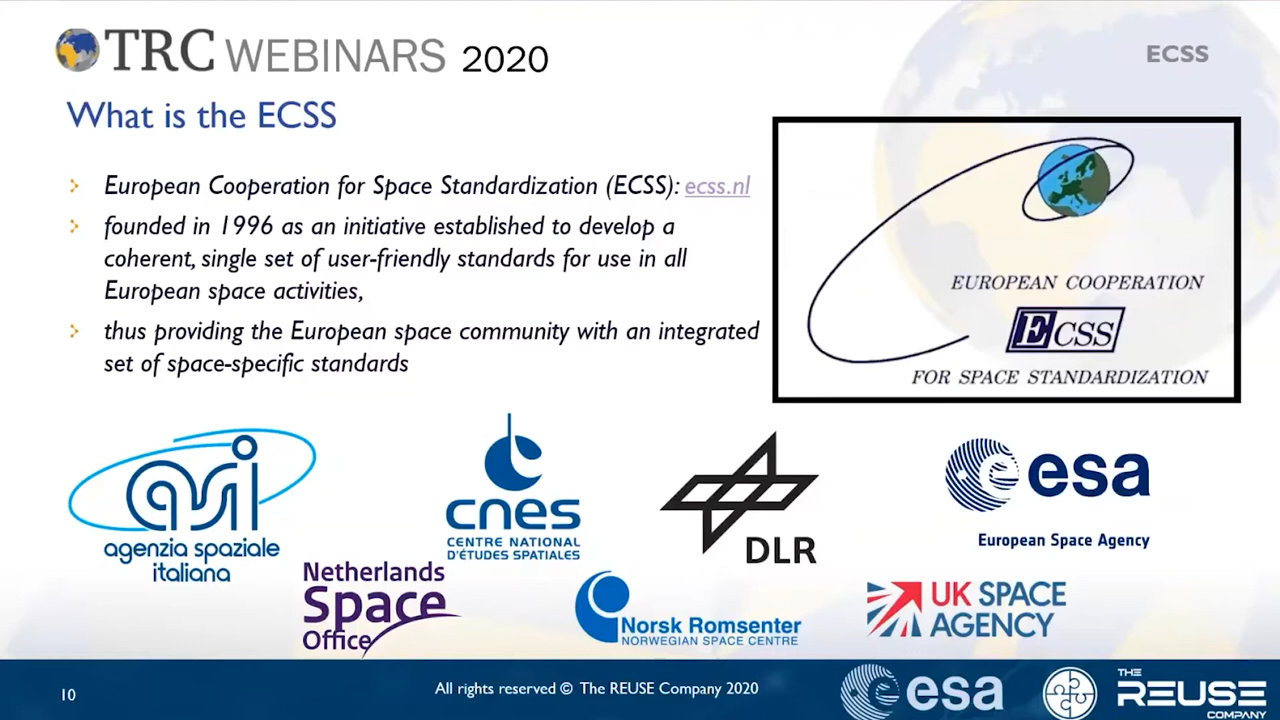 TRC WEBINARS 2020
ECSS
What is the ECSS
European Cooperation for Space Standardization (ECSS): ecss.nl
founded in 1996 as an initiative established to develop a
coherent, single set of user-friendly standards for use in all
European space activities,
thus providing the European space community with an integrated
set of space-specific standards
EUROPEAN COOPERATION
ECSS
FOR SPACE STANDARDIZATION
asi
agenzia spaziale
italiana
cnes
CENTRE NATIONAL
D'ÉTUDES SPATIALES
DLR
esa
European Space Agency
Netherlands
Space
Office
Norsk Romsenter
NORWEGIAN SPACE CENTRE
UK SPACE
AGENCY
10
All rights reserved © The REUSE Company 2020
esa
THE
REUSE
COMPANY